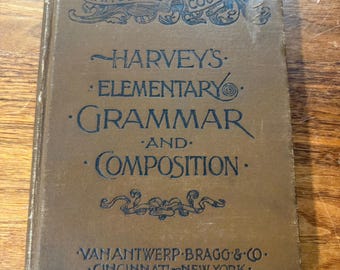 HARVEY'S
ELEMENTARY
GRAMMAR
AND
COMPOSITION
VAN ANTWERP BRAGG & CO
CINCINNATI NEW YORK